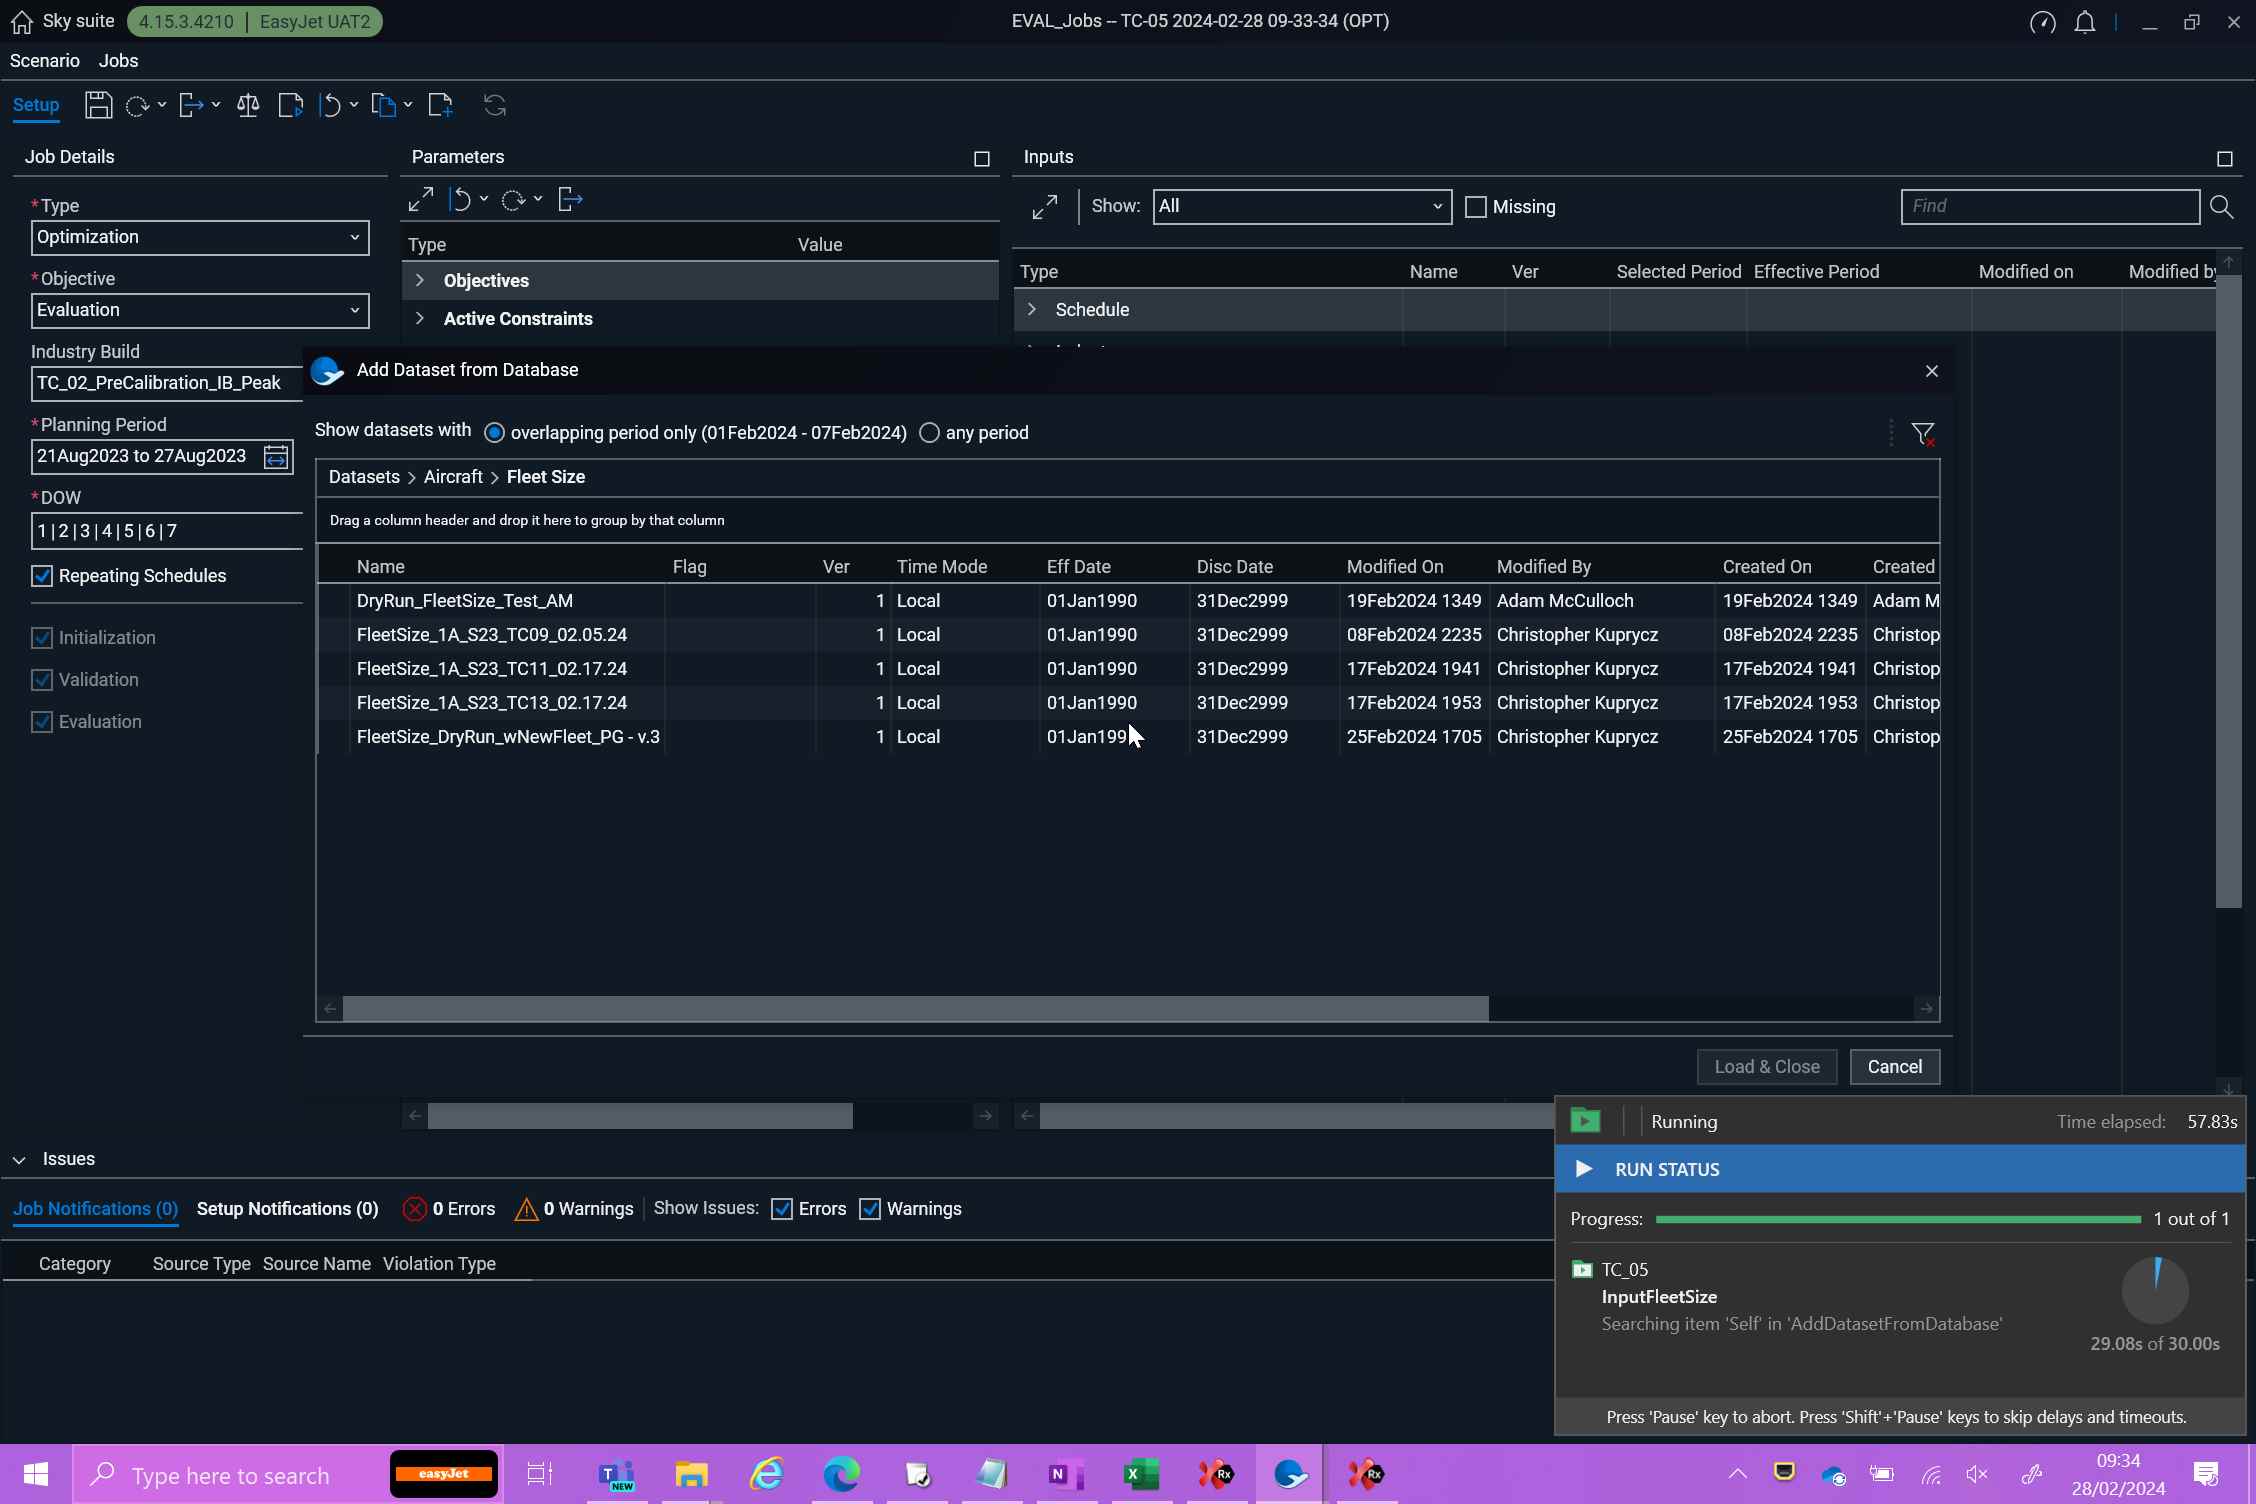 Sky suite 4.15.3.4210 | EasyJet UAT2
EVAL_Jobs -- TC-05 2024-02-28 09-33-34 (OPT)
Scenario Jobs
Setup
Job Details
*Type
Optimization
*Objective
Evaluation
Industry Build
TC_02_PreCalibration_IB_Peak
*Planning Period
21Aug2023 to 27Aug2023
*DOW
1|2|3|4|5|6|7
Repeating Schedules
Initialization
Validation
Evaluation
Parameters
Type Value
Objectives
Active Constraints
Inputs
Show: All Missing Find
Type Name Ver Selected Period Effective Period Modified on Modified by
Schedule
Add Dataset from Database
Show datasets with overlapping period only (01Feb2024 - 07Feb2024) any period
Datasets > Aircraft > Fleet Size
Drag a column header and drop it here to group by that column
Name Flag Ver Time Mode Eff Date Disc Date Modified On Modified By Created On Created
DryRun_FleetSize_Test_AM 1 Local 01Jan1990 31Dec2999 19Feb2024 1349 Adam McCulloch 19Feb2024 1349 Adam M
FleetSize_1A_S23_TC09_02.05.24 1 Local 01Jan1990 31Dec2999 08Feb2024 2235 Christopher Kuprycz 08Feb2024 2235 Christop
FleetSize_1A_S23_TC11_02.17.24 1 Local 01Jan1990 31Dec2999 17Feb2024 1941 Christopher Kuprycz 17Feb2024 1941 Christop
FleetSize_1A_S23_TC13_02.17.24 1 Local 01Jan1990 31Dec2999 17Feb2024 1953 Christopher Kuprycz 17Feb2024 1953 Christop
FleetSize_DryRun_wNewFleet_PG - v.3 1 Local 01Jan199 31Dec2999 25Feb2024 1705 Christopher Kuprycz 25Feb2024 1705 Christop
Load & Close Cancel
Issues
Job Notifications (0) Setup Notifications (0) 0 Errors 0 Warnings Show Issues: Errors Warnings
Category Source Type Source Name Violation Type
Running Time elapsed: 57.83s
RUN STATUS
Progress: 1 out of 1
TC_05
InputFleetSize
Searching item 'Self' in 'AddDatasetFromDatabase'
29.08s of 30.00s
Press 'Pause' key to abort. Press 'Shift'+'Pause' keys to skip delays and timeouts.
Type here to search
easyJet
T
NEW
N
X
Rx
Rx
09:34
28/02/2024